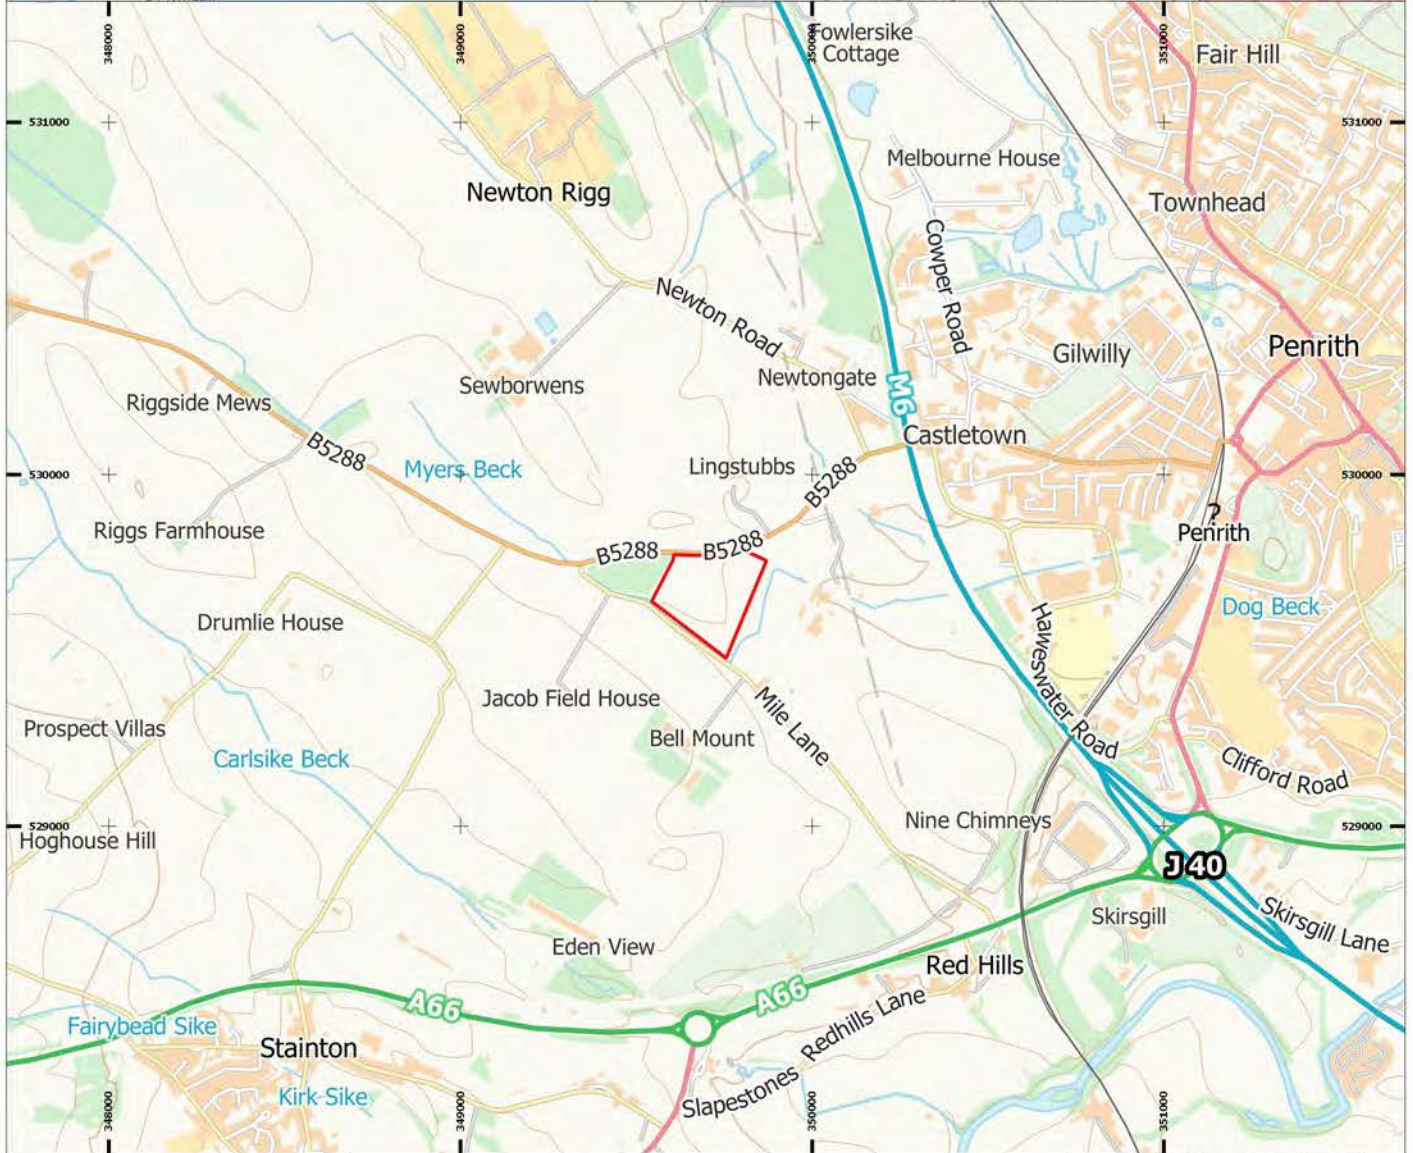 348000
349000
350000
351000
Fowlersike
Cottage
Fair Hill
531000
531000
Melbourne House
Newton Rigg
Townhead
Cowper Road
Newton Road
Penrith
Gilwilly
Newtongate
Sewborwens
M6
Riggside Mews
Castletown
B5288
Myers Beck
Lingstubbs
B5288
530000
530000
Riggs Farmhouse
?
Penrith
B5288
B5288
Dog Beck
Drumlie House
Haweswater Road
Jacob Field House
Mile Lane
Prospect Villas
Bell Mount
Carlsike Beck
Clifford Road
529000
Nine Chimneys
529000
Hoghouse Hill
J 40
Skirsgill
Skirsgill Lane
Eden View
Red Hills
A66
A66
Fairybead Sike
Redhills Lane
Stainton
Slapestones
Kirk Sike
348000
349000
350000
351000